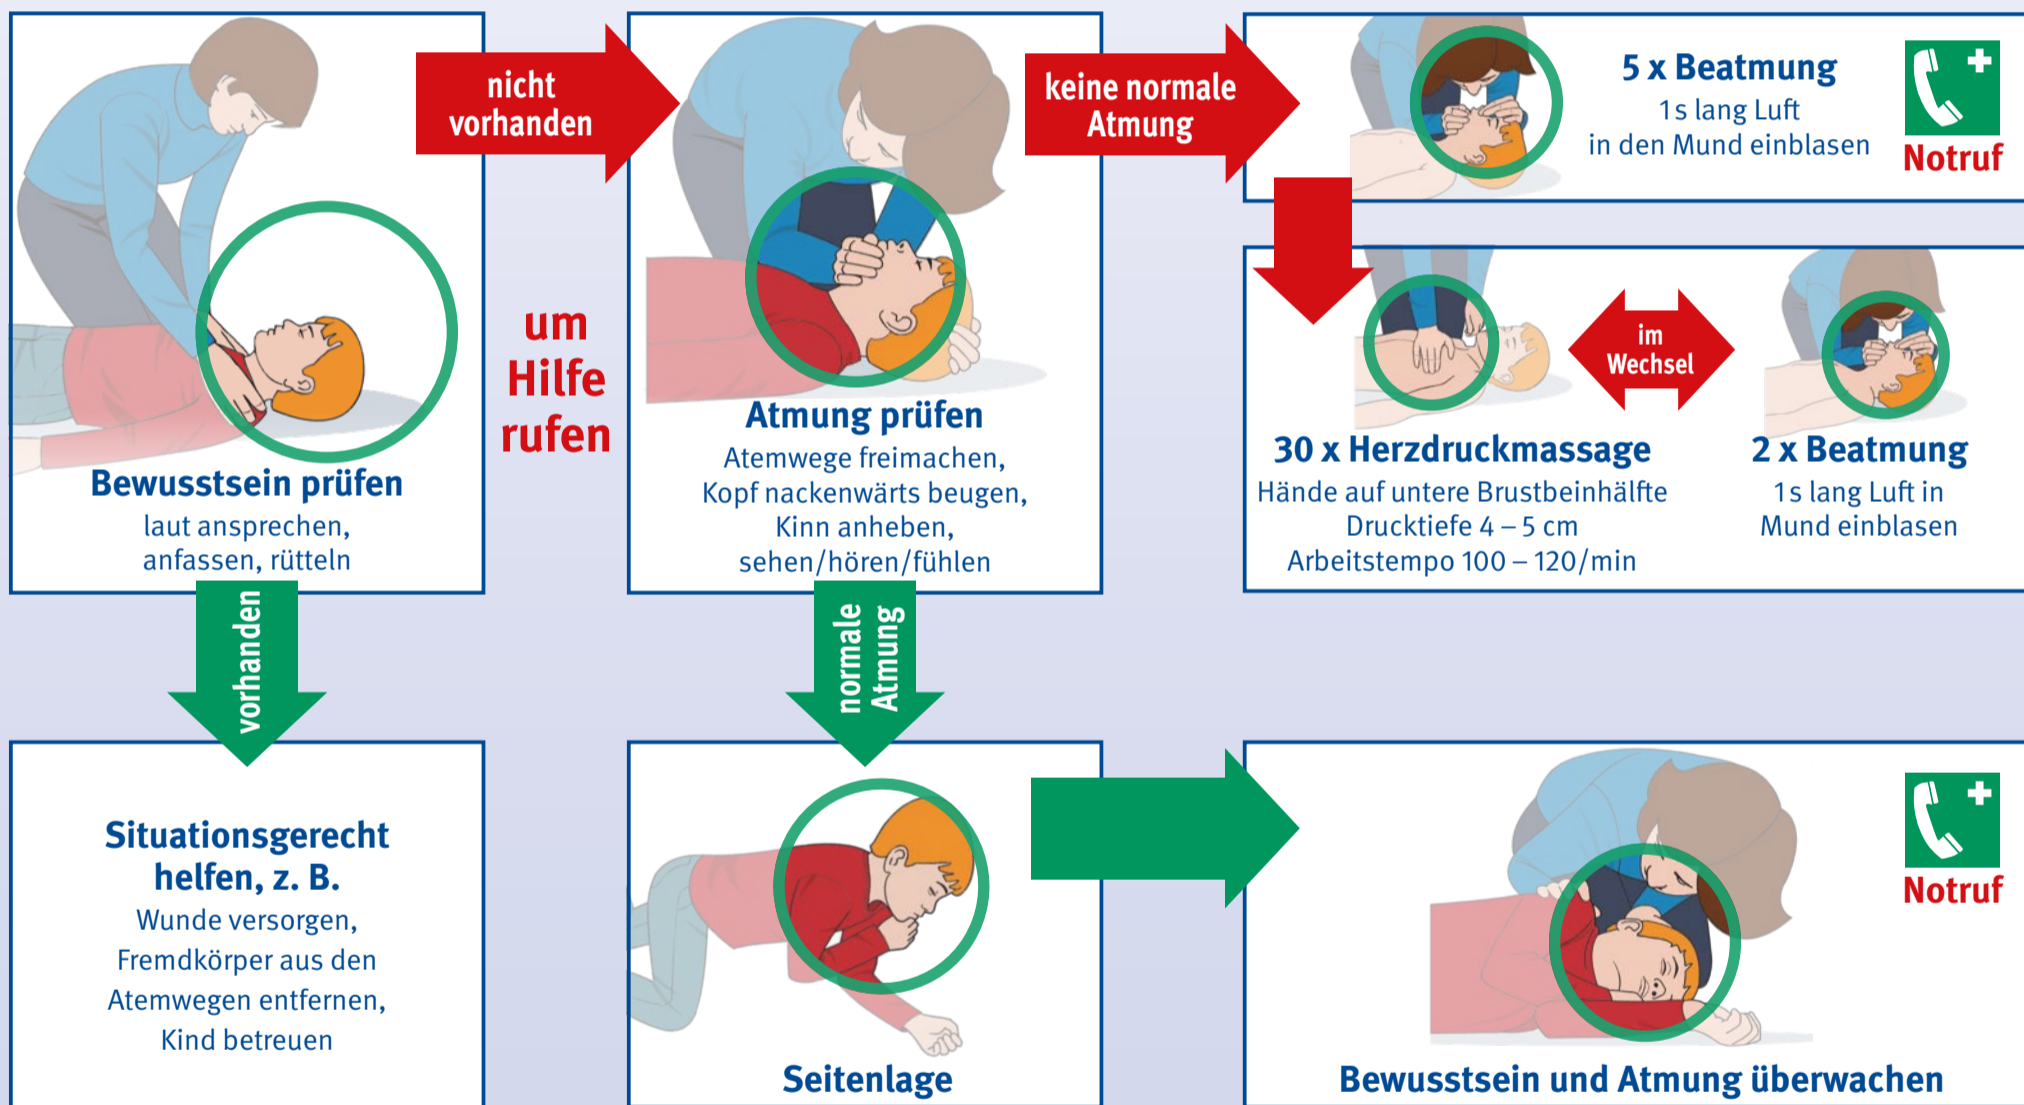 nicht
vorhanden
keine normale
Atmung
5 x Beatmung
1s lang Luft
in den Mund einblasen
Notruf
um
Hilfe
rufen
Bewusstsein prüfen
laut ansprechen,
anfassen, rütteln
Atmung prüfen
Atemwege freimachen,
Kopf nackenwärts beugen,
Kinn anheben,
sehen/hören/fühlen
im
Wechsel
30 x Herzdruckmassage
Hände auf untere Brustbeinhälfte
Drucktiefe 4 – 5 cm
Arbeitstempo 100 – 120/min
2 x Beatmung
1s lang Luft in
Mund einblasen
vorhanden
normale
Atmung
Situationsgerecht
helfen, z. B.
Wunde versorgen,
Fremdkörper aus den
Atemwegen entfernen,
Kind betreuen
Seitenlage
Notruf
Bewusstsein und Atmung überwachen